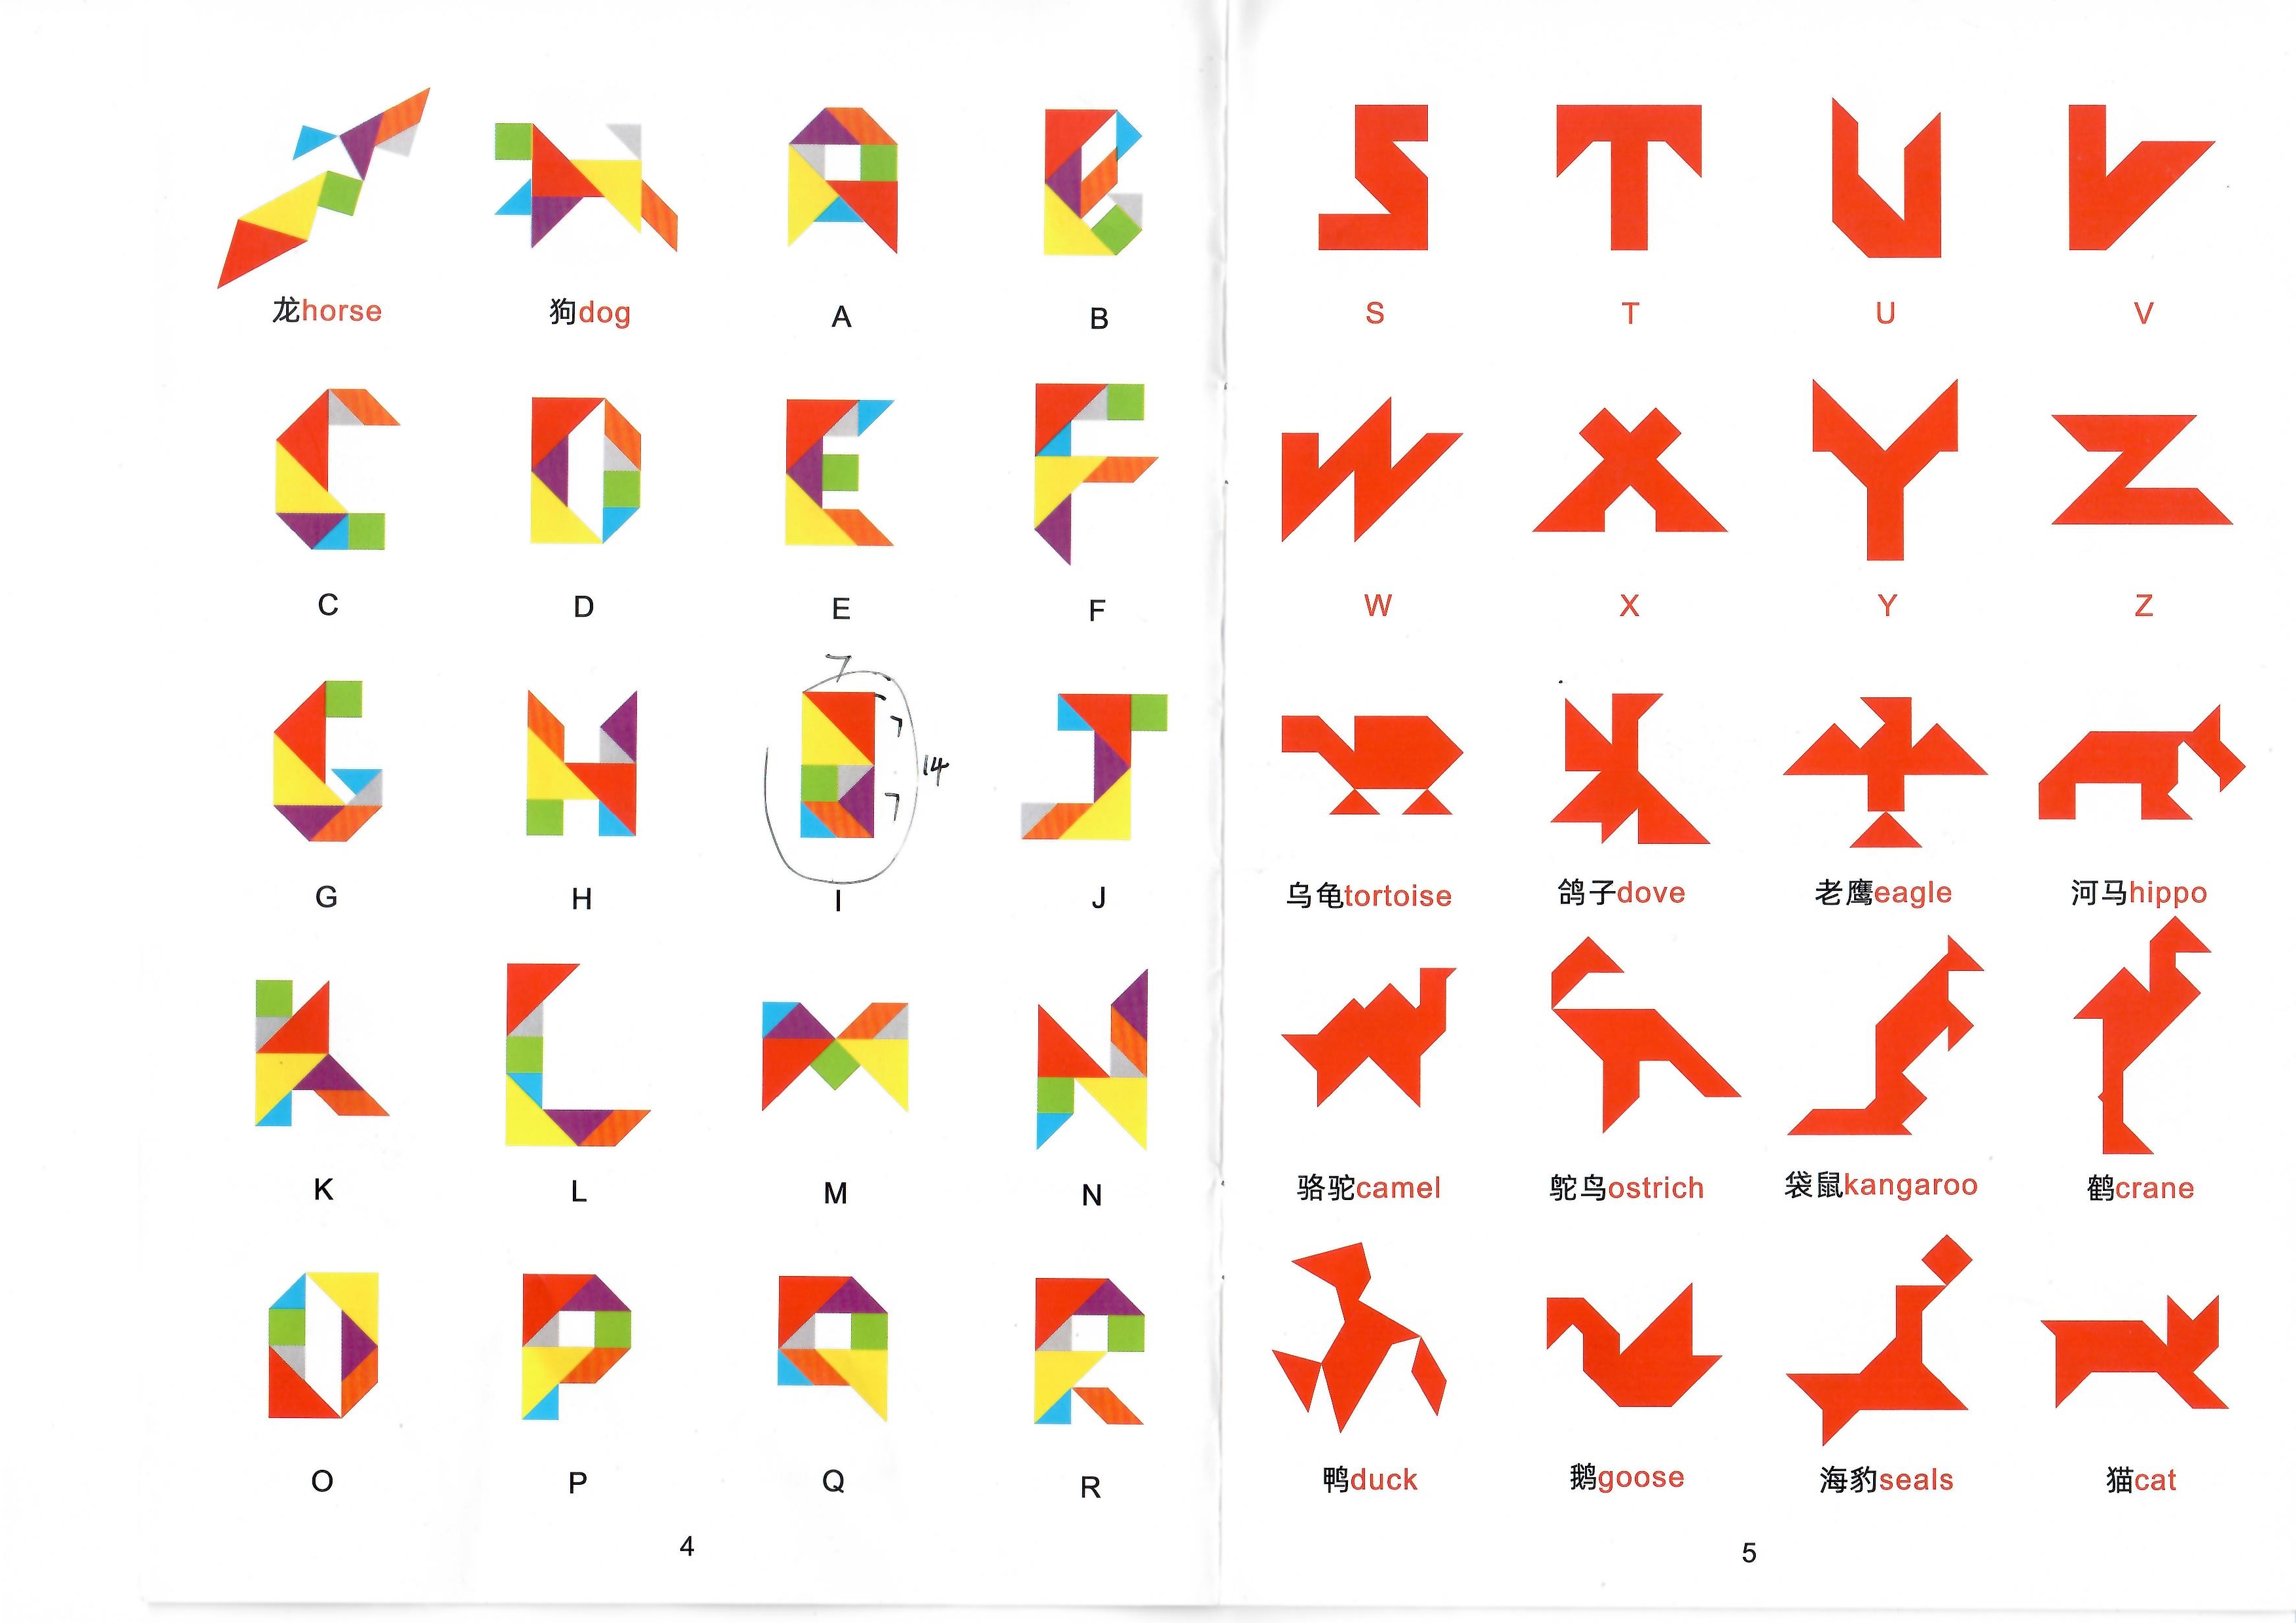 龙horse 狗dog A B
C D E F
7
7
14
7
G H I J
K L M N
O P Q R
4
S T U V
W X Y Z
乌龟tortoise 鸽子dove 老鹰eagle 河马hippo
骆驼camel 鸵鸟ostrich 袋鼠kangaroo 鹤crane
鸭duck 鹅goose 海豹seals 猫cat
5